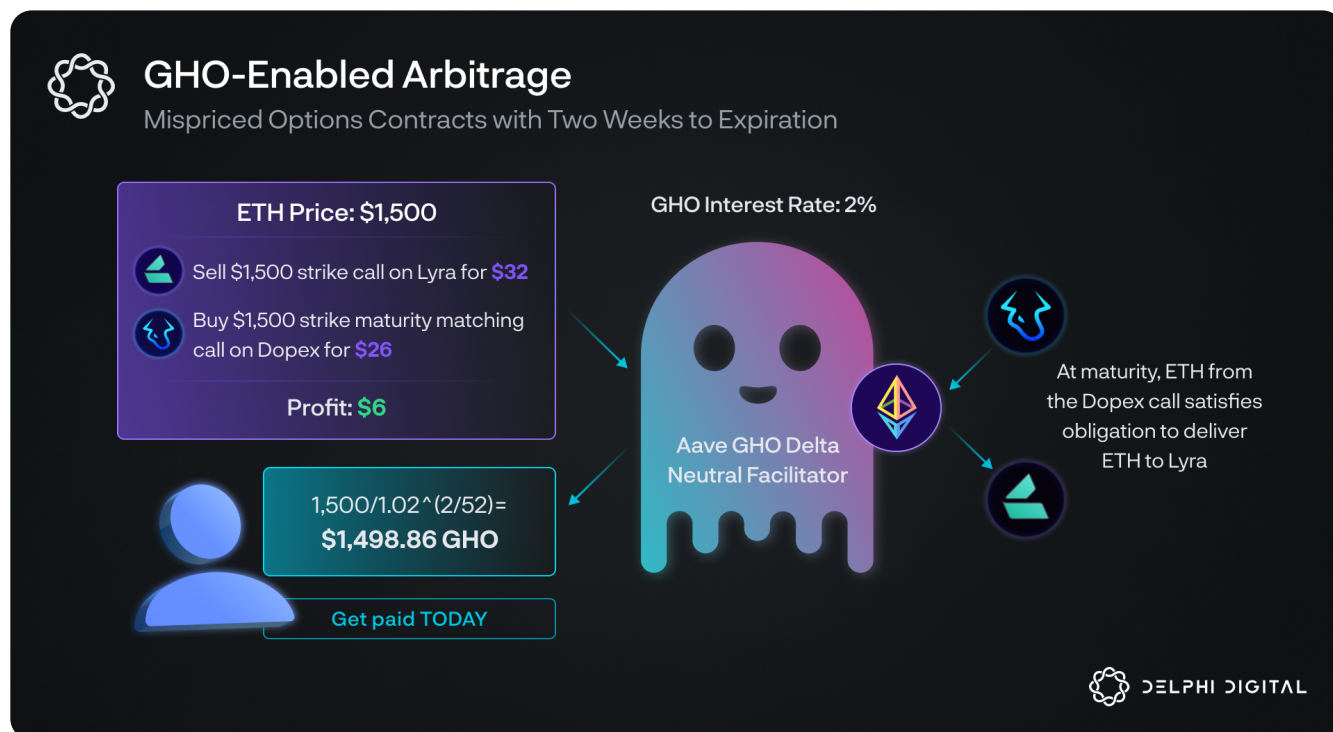 GHO-Enabled Arbitrage
Mispriced Options Contracts with Two Weeks to Expiration
ETH Price: $1,500
Sell $1,500 strike call on Lyra for $32
Buy $1,500 strike maturity matching
call on Dopex for $26
Profit: $6
1,500/1.02^(2/52)=
$1,498.86 GHO
Get paid TODAY
GHO Interest Rate: 2%
Aave GHO Delta
Neutral Facilitator
At maturity, ETH from
the Dopex call satisfies
obligation to deliver
ETH to Lyra
DELPHI DIGITAL